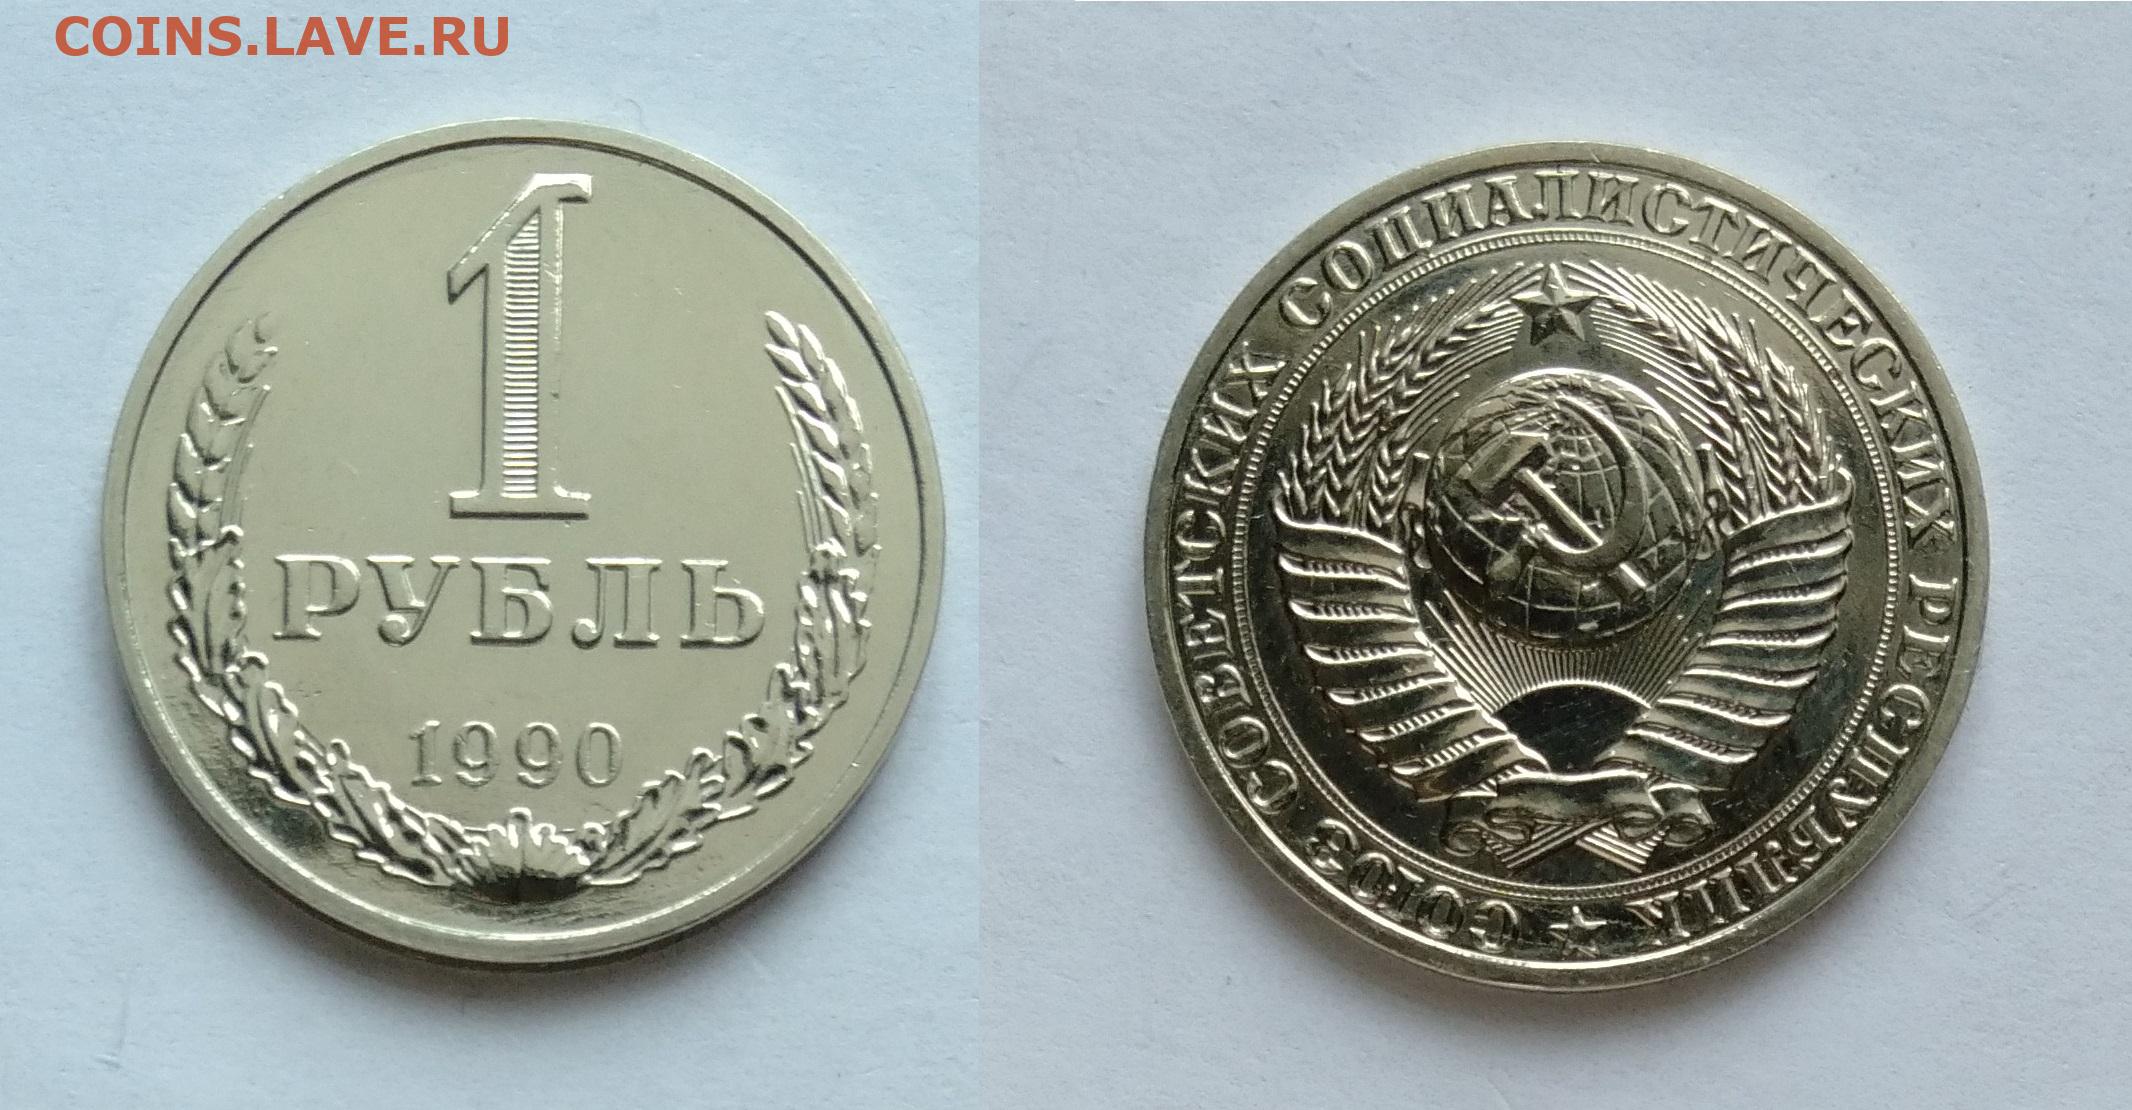 COINS.LAVE.RU
1
РУБЛЬ
1990
СОЮЗ СОВЕТСКИХ СОЦИАЛИСТИЧЕСКИХ РЕСПУБЛИК